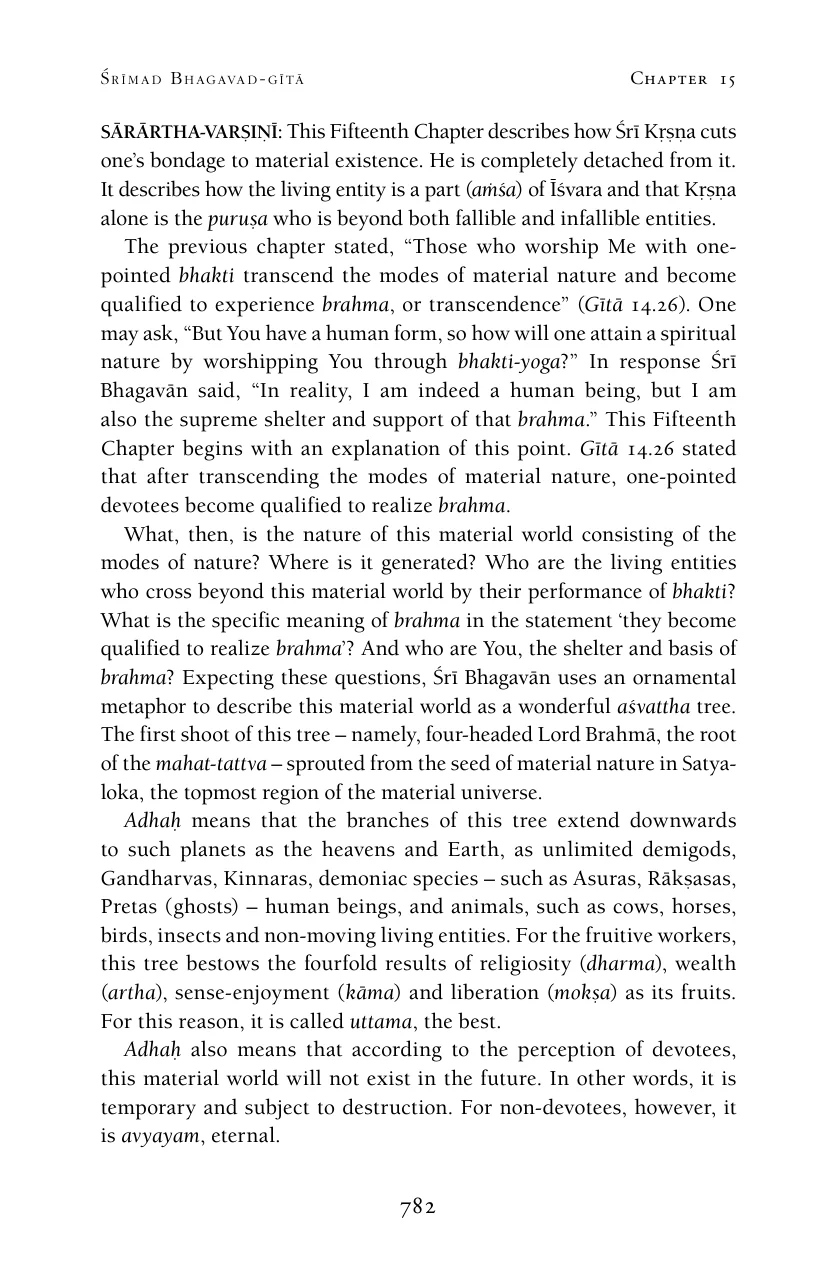 Śrīmad Bhagavad-gītā Chapter 15
SĀRĀRTHA-VARṢIṆĪ: This Fifteenth Chapter describes how Śrī Kṛṣṇa cuts
one’s bondage to material existence. He is completely detached from it.
It describes how the living entity is a part (aṁśa) of Īśvara and that Kṛṣṇa
alone is the puruṣa who is beyond both fallible and infallible entities.
The previous chapter stated, “Those who worship Me with one-
pointed bhakti transcend the modes of material nature and become
qualified to experience brahma, or transcendence” (Gītā 14.26). One
may ask, “But You have a human form, so how will one attain a spiritual
nature by worshipping You through bhakti-yoga?” In response Śrī
Bhagavān said, “In reality, I am indeed a human being, but I am
also the supreme shelter and support of that brahma.” This Fifteenth
Chapter begins with an explanation of this point. Gītā 14.26 stated
that after transcending the modes of material nature, one-pointed
devotees become qualified to realize brahma.
What, then, is the nature of this material world consisting of the
modes of nature? Where is it generated? Who are the living entities
who cross beyond this material world by their performance of bhakti?
What is the specific meaning of brahma in the statement ‘they become
qualified to realize brahma’? And who are You, the shelter and basis of
brahma? Expecting these questions, Śrī Bhagavān uses an ornamental
metaphor to describe this material world as a wonderful aśvattha tree.
The first shoot of this tree – namely, four-headed Lord Brahmā, the root
of the mahat-tattva – sprouted from the seed of material nature in Satya-
loka, the topmost region of the material universe.
Adhaḥ means that the branches of this tree extend downwards
to such planets as the heavens and Earth, as unlimited demigods,
Gandharvas, Kinnaras, demoniac species – such as Asuras, Rākṣasas,
Pretas (ghosts) – human beings, and animals, such as cows, horses,
birds, insects and non-moving living entities. For the fruitive workers,
this tree bestows the fourfold results of religiosity (dharma), wealth
(artha), sense-enjoyment (kāma) and liberation (mokṣa) as its fruits.
For this reason, it is called uttama, the best.
Adhaḥ also means that according to the perception of devotees,
this material world will not exist in the future. In other words, it is
temporary and subject to destruction. For non-devotees, however, it
is avyayam, eternal.
782